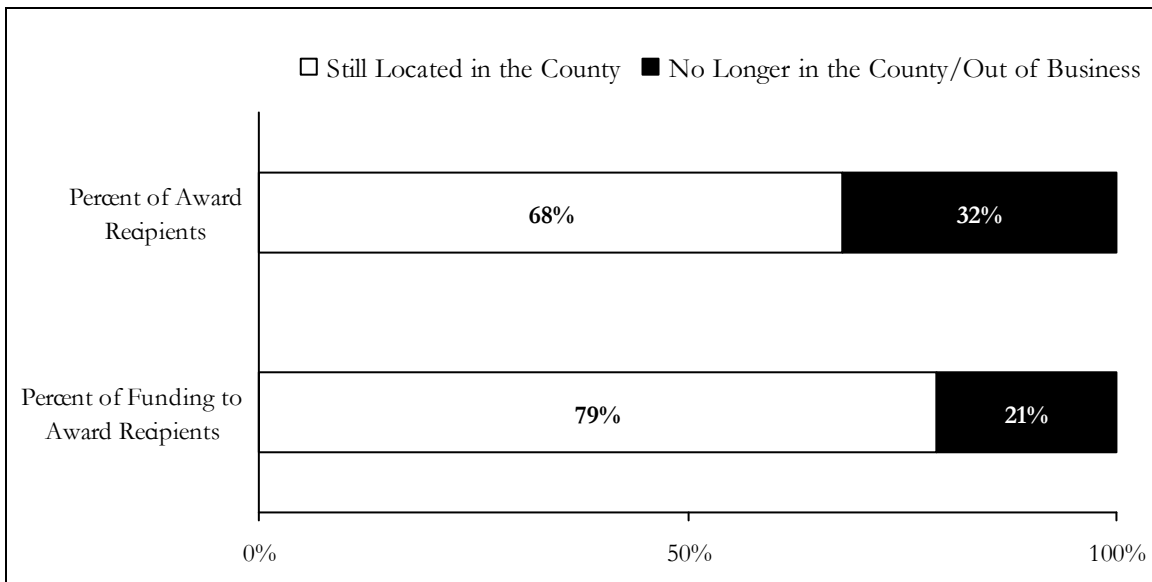 Still Located in the County No Longer in the County/Out of Business
Percent of Award
Recipients
68% 32%
Percent of Funding to
Award Recipients
79% 21%
0% 50% 100%